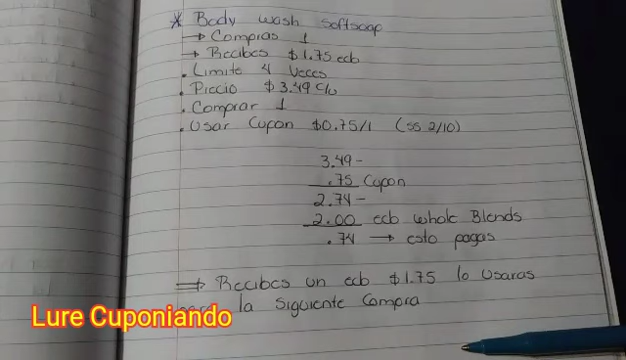 * Body wash Softsoap
→ Compras 1
→ Recibes $1.75 ecb
. Limite 4 Veces
. Precio $3.49 c/u
. Comprar 1
. Usar Cupon $0.75/1 (SS 2/10)
3.49 -
.75 Cupon
2.74 -
2.00 ecb Whole Blends
.74 → esto pagas
⇒ Recibes un ecb $1.75 lo Usaras
para la Siguiente Compra
Lure Cuponiando